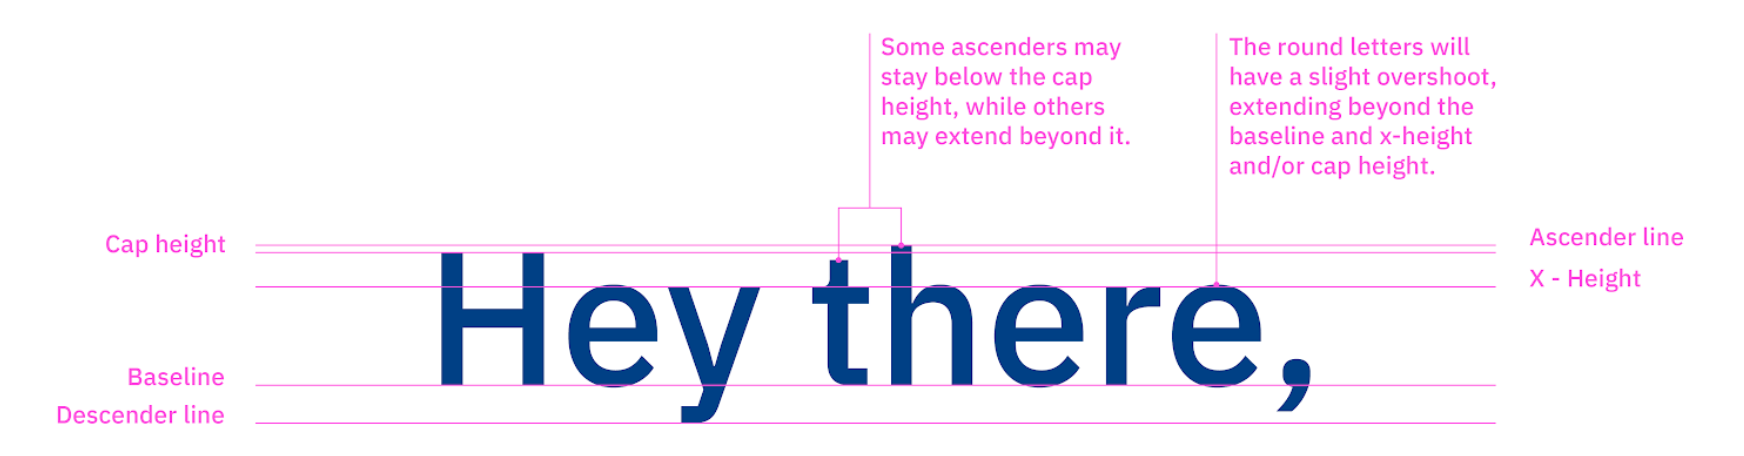 Some ascenders may
stay below the cap
height, while others
may extend beyond it.
The round letters will
have a slight overshoot,
extending beyond the
baseline and x-height
and/or cap height.
Cap height
Ascender line
X - Height
Hey there,
Baseline
Descender line